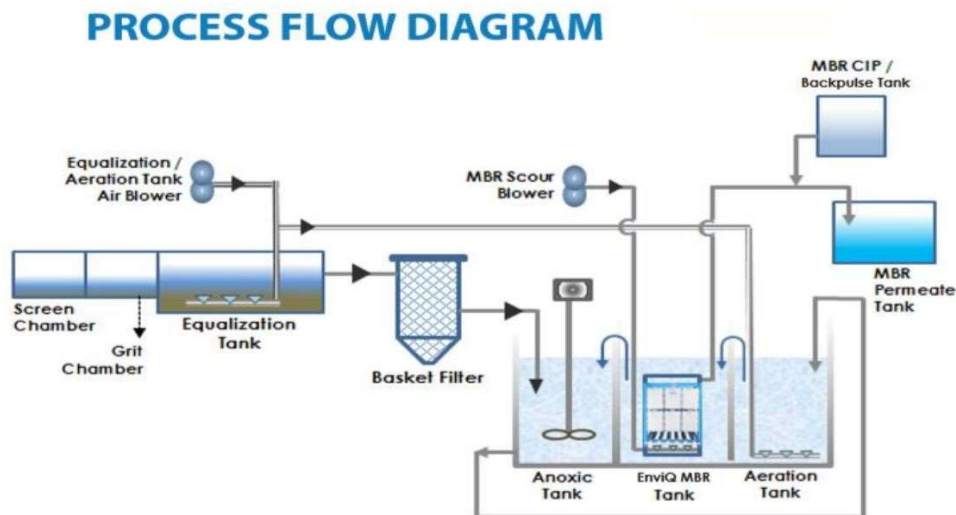 PROCESS FLOW DIAGRAM
MBR CIP /
Backpulse Tank
Equalization /
Aeration Tank
Air Blower
MBR Scour
Blower
MBR
Permeate
Tank
Screen
Chamber
Grit
Chamber
Equalization
Tank
Basket Filter
Anoxic
Tank
EnviQ MBR
Tank
Aeration
Tank